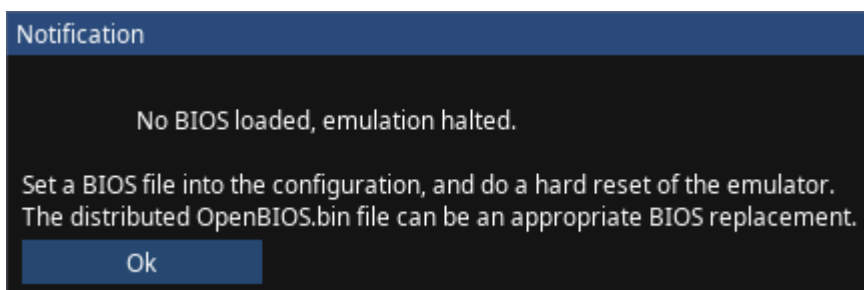 Notification
No BIOS loaded, emulation halted.
Set a BIOS file into the configuration, and do a hard reset of the emulator.
The distributed OpenBIOS.bin file can be an appropriate BIOS replacement.
Ok